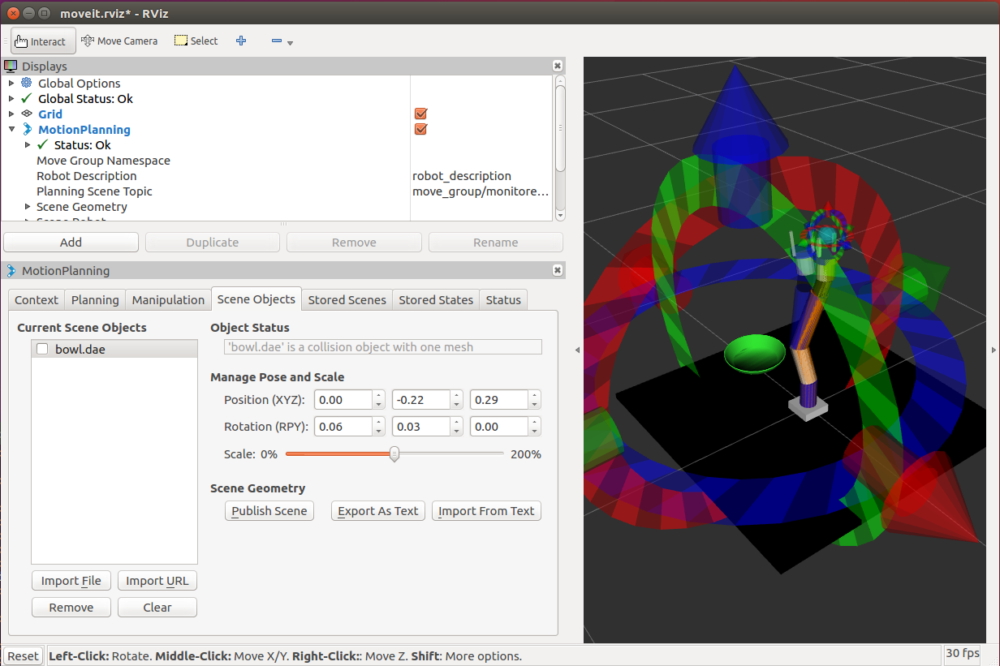 moveit.rviz* - RViz
Interact Move Camera Select
Displays
Global Options
Global Status: Ok
Grid
MotionPlanning
Status: Ok
Move Group Namespace
Robot Description robot_description
Planning Scene Topic move_group/monitore...
Scene Geometry
Add Duplicate Remove Rename
MotionPlanning
Context Planning Manipulation Scene Objects Stored Scenes Stored States Status
Current Scene Objects Object Status
bowl.dae 'bowl.dae' is a collision object with one mesh
Manage Pose and Scale
Position (XYZ): 0.00 -0.22 0.29
Rotation (RPY): 0.06 0.03 0.00
Scale: 0% 200%
Scene Geometry
Publish Scene Export As Text Import From Text
Import File Import URL
Remove Clear
Reset Left-Click: Rotate. Middle-Click: Move X/Y. Right-Click:: Move Z. Shift: More options. 30 fps